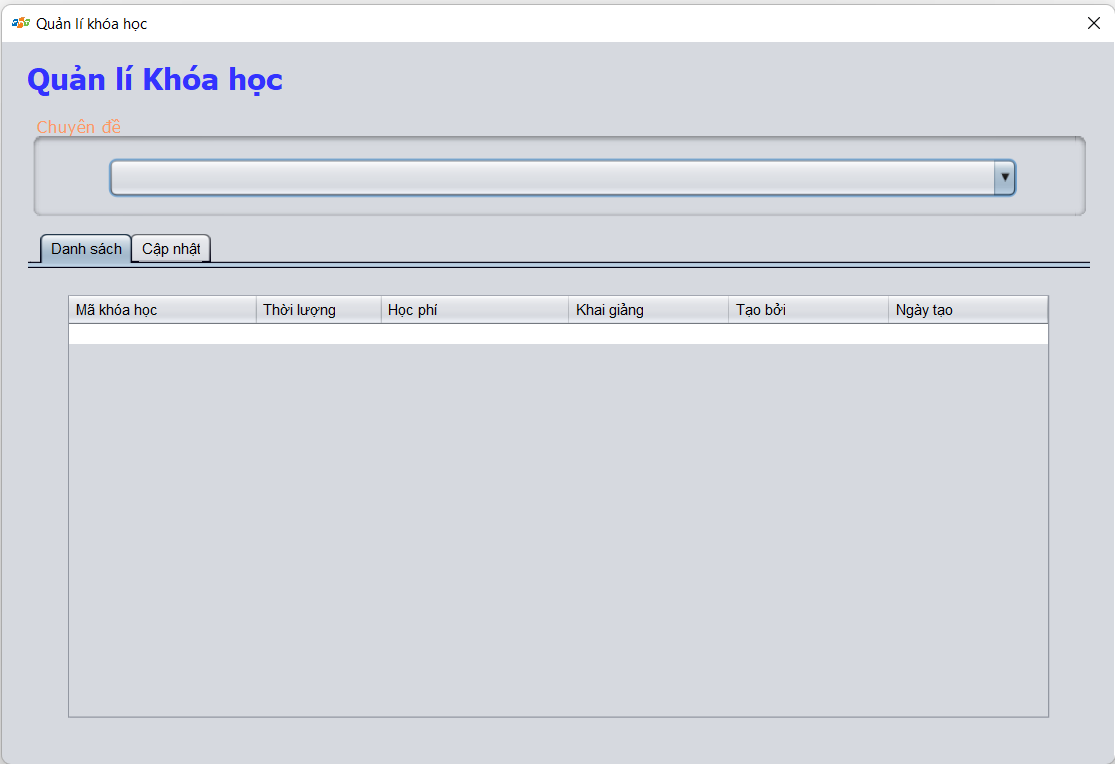 Quản lí khóa học
Quản lí Khóa học
Chuyên đề
Danh sách Cập nhật
Mã khóa học Thời lượng Học phí Khai giảng Tạo bởi Ngày tạo